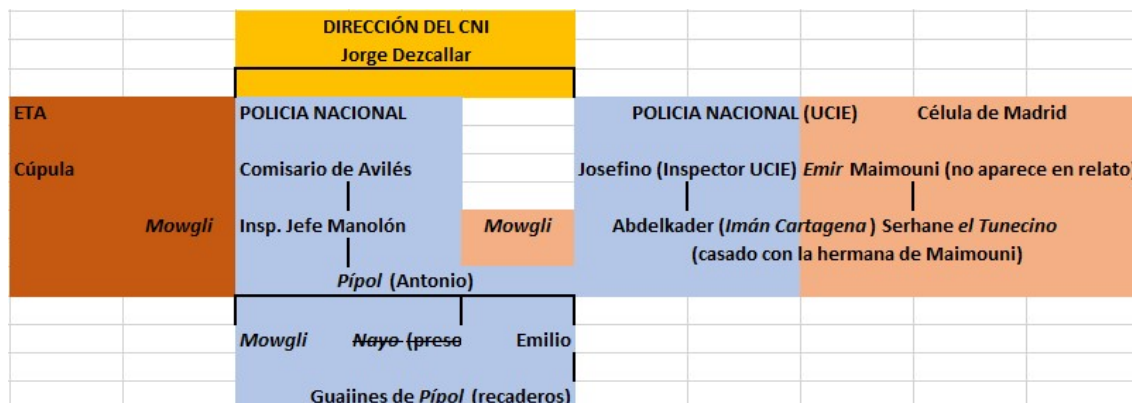 DIRECCIÓN DEL CNI
Jorge Dezcallar
ETA POLICIA NACIONAL POLICIA NACIONAL (UCIE) Célula de Madrid
Cúpula Comisario de Avilés Josefino (Inspector UCIE) Emir Maimouni (no aparece en relato)
Mowgli Insp. Jefe Manolón Mowgli Abdelkader (Imán Cartagena) Serhane el Tunecino
(casado con la hermana de Maimouni)
Pípol (Antonio)
Mowgli Nayo (preso Emilio
Guajines de Pípol (recaderos)